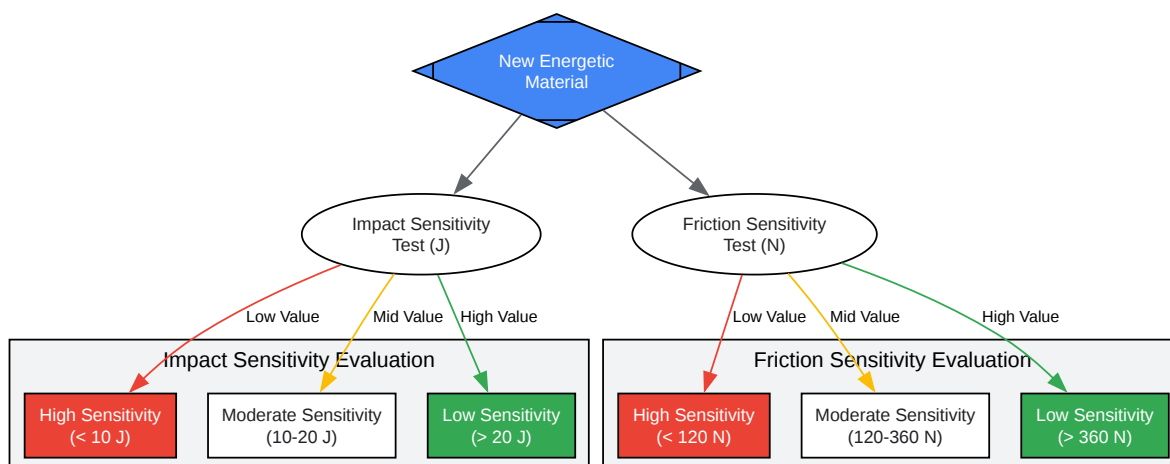 New Energetic
Material
Impact Sensitivity
Test (J)
Friction Sensitivity
Test (N)
Low Value
Mid Value
High Value
Low Value
Mid Value
High Value
Impact Sensitivity Evaluation
Friction Sensitivity Evaluation
High Sensitivity
(< 10 J)
Moderate Sensitivity
(10-20 J)
Low Sensitivity
(> 20 J)
High Sensitivity
(< 120 N)
Moderate Sensitivity
(120-360 N)
Low Sensitivity
(> 360 N)